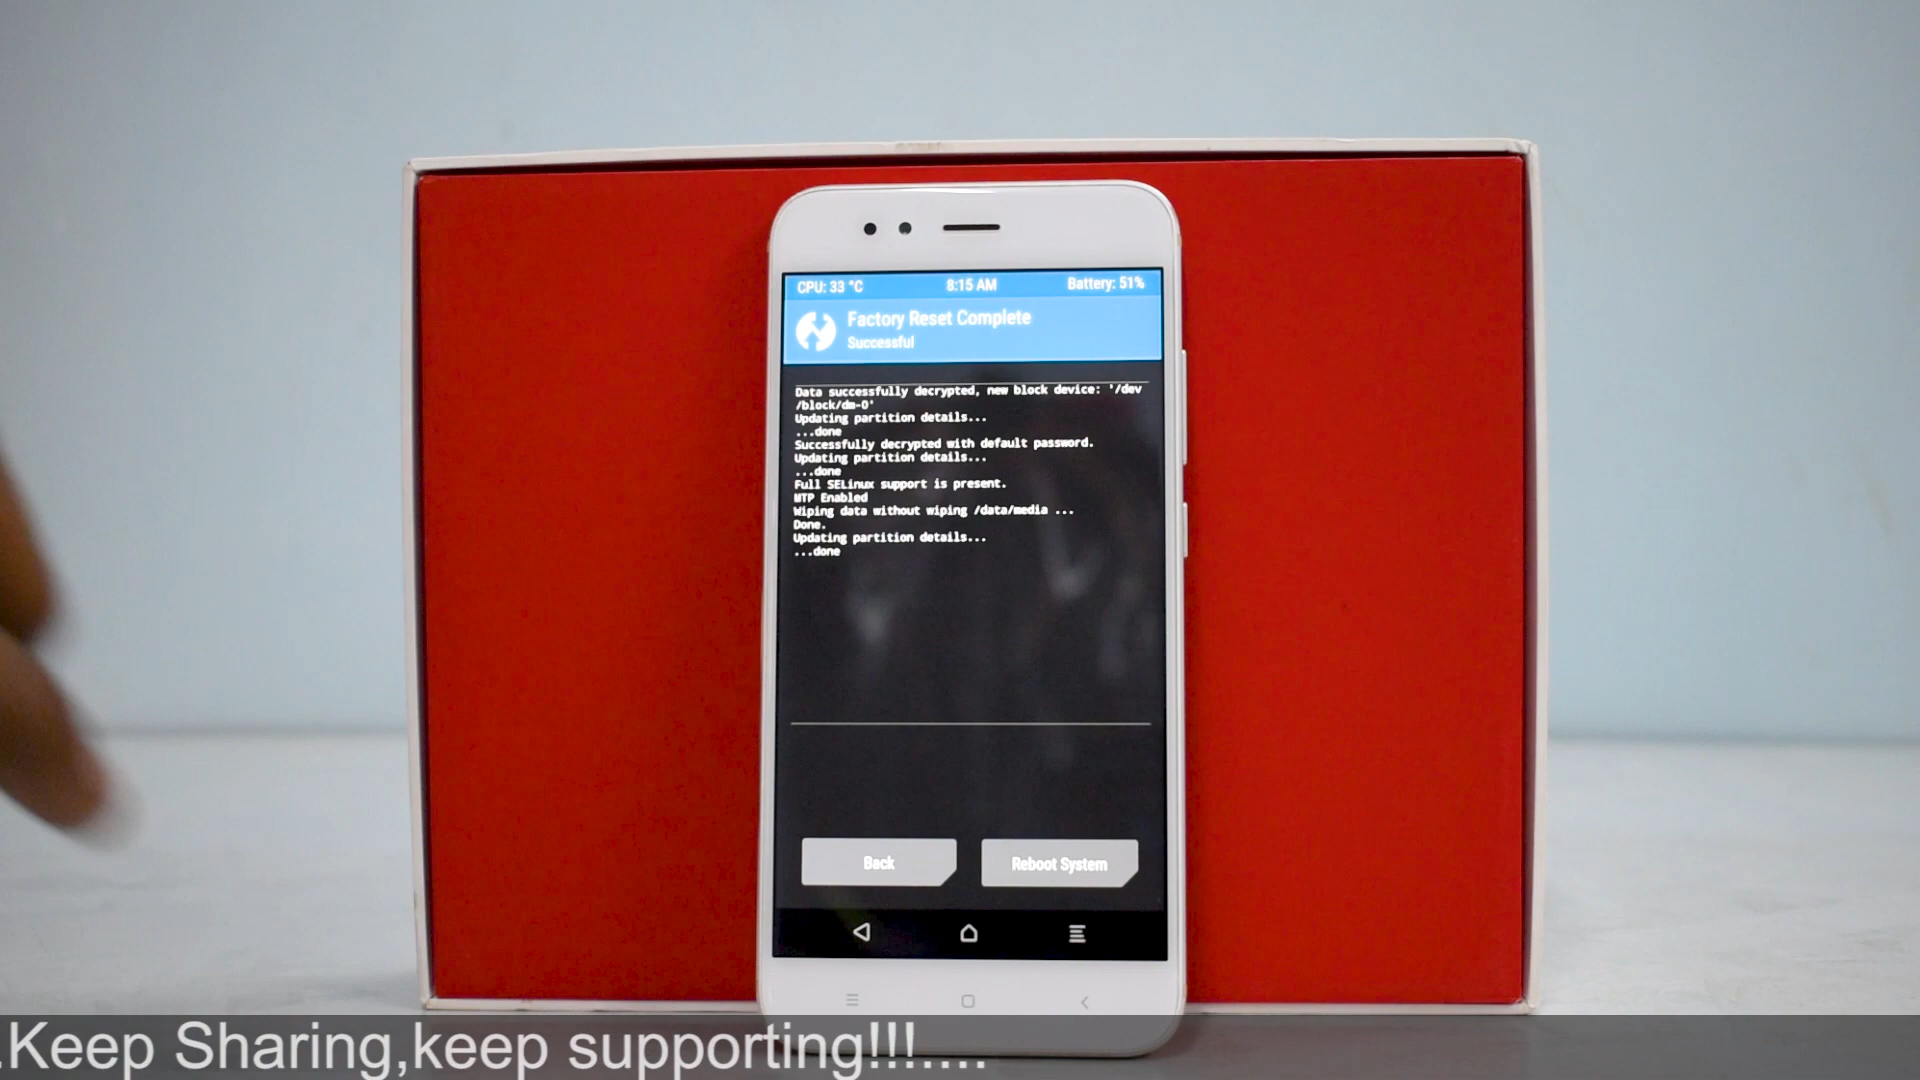 CPU: 33 °C 8:15 AM Battery: 51%
Factory Reset Complete
Successful
Data successfully decrypted, new block device: '/dev
/block/dm-0'
Updating partition details...
...done
Successfully decrypted with default password.
Updating partition details...
...done
Full SELinux support is present.
MTP Enabled
Wiping data without wiping /data/media ...
Done.
Updating partition details...
...done
Back Reboot System
.Keep Sharing,keep supporting!!!....